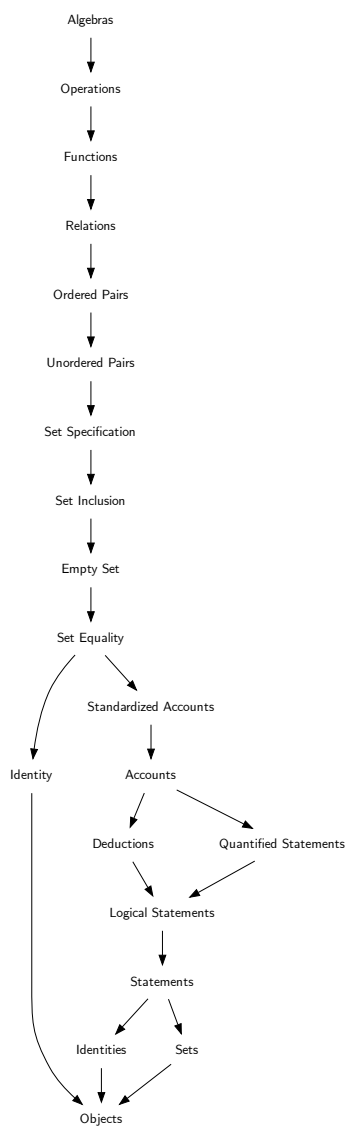 Algebras
Operations
Functions
Relations
Ordered Pairs
Unordered Pairs
Set Specification
Set Inclusion
Empty Set
Set Equality
Standardized Accounts
Identity
Accounts
Deductions
Quantified Statements
Logical Statements
Statements
Identities
Sets
Objects